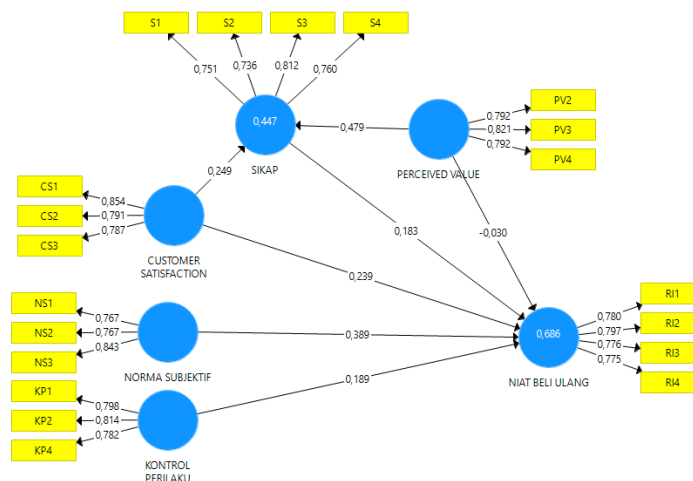 S1
S2
S3
S4
0,751
0,736
0,812
0,760
0,447
SIKAP
0,479
PERCEIVED VALUE
0,792
0,821
0,792
PV2
PV3
PV4
0,249
CS1
CS2
CS3
0,854
0,791
0,787
CUSTOMER
SATISFACTION
0,183
-0,030
0,239
NS1
NS2
NS3
0,767
0,767
0,843
NORMA SUBJEKTIF
0,389
0,686
NIAT BELI ULANG
0,780
0,797
0,776
0,775
RI1
RI2
RI3
RI4
KP1
KP2
KP4
0,798
0,814
0,782
0,189
KONTROL
PERILAKU